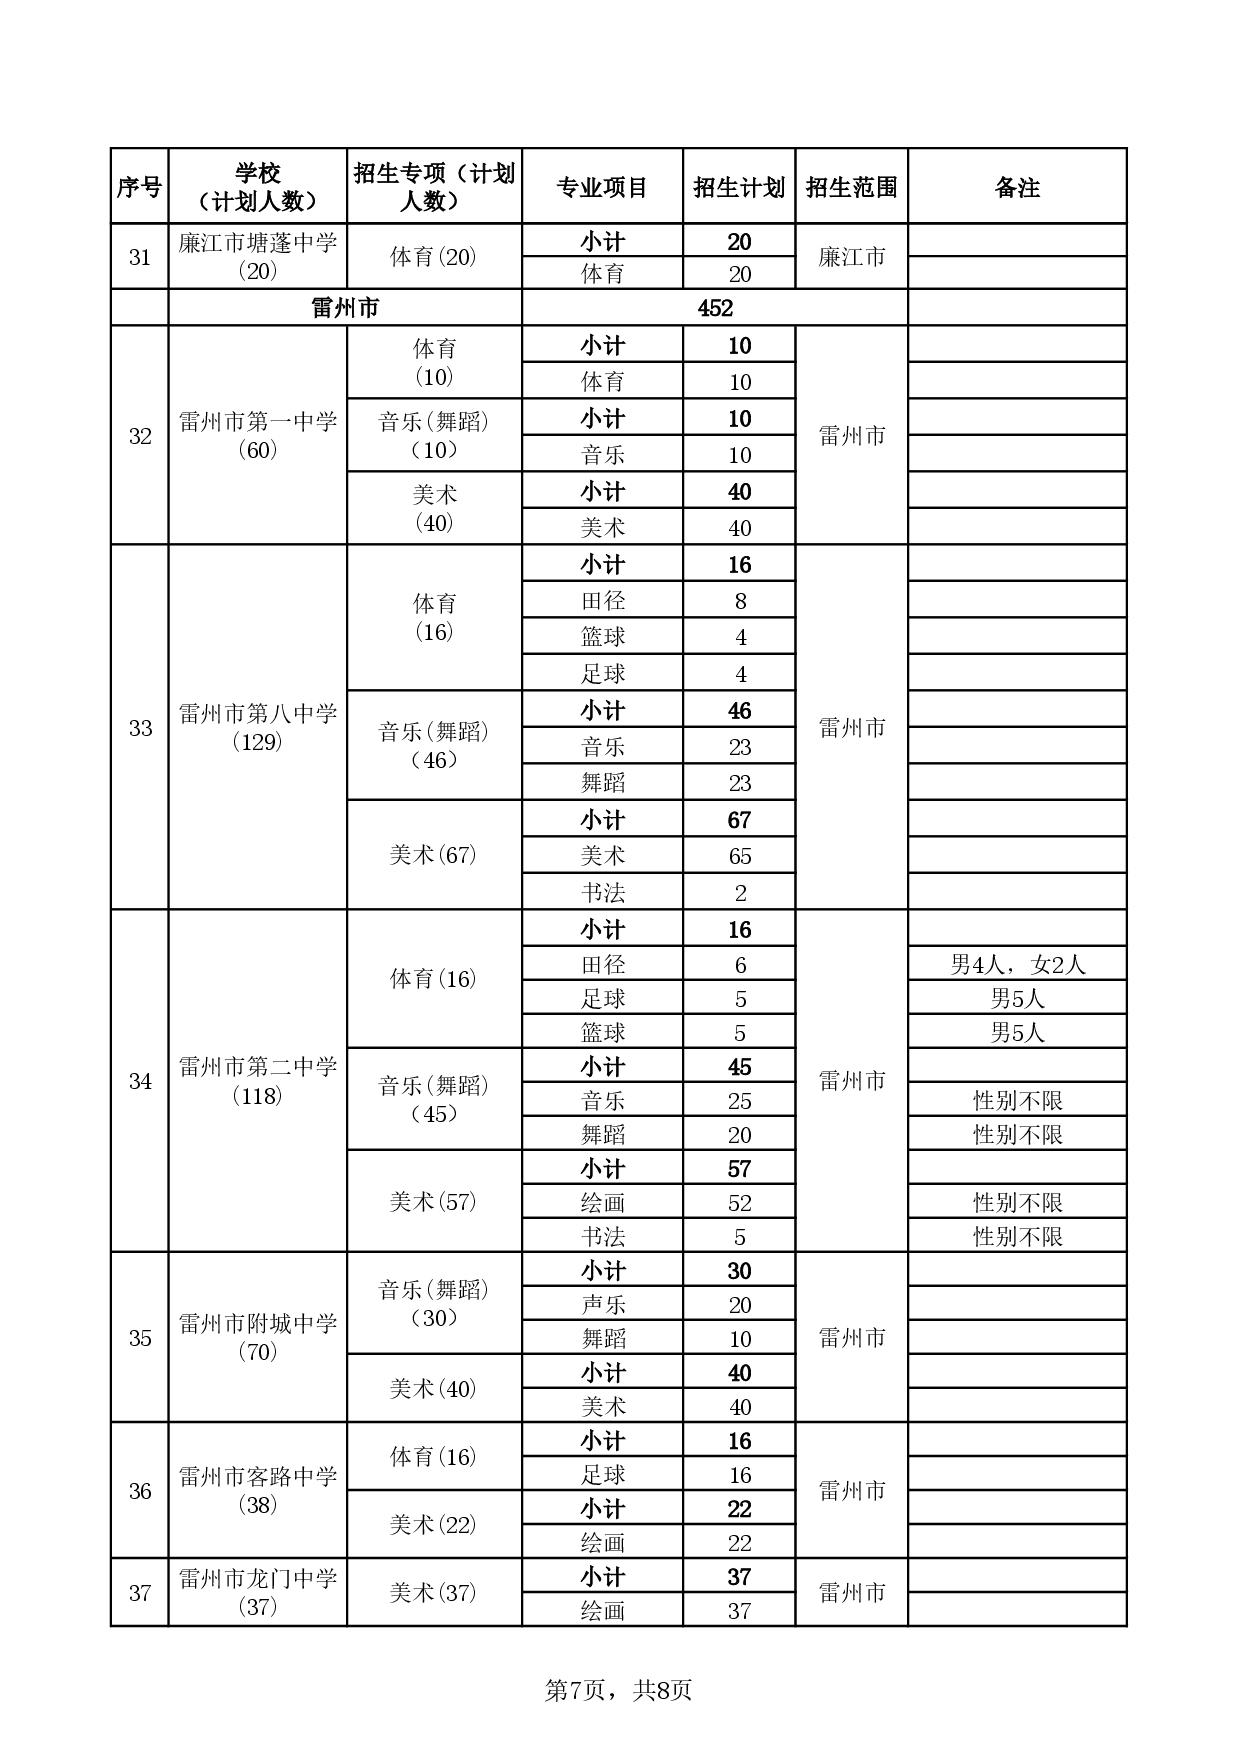 序号 学校（计划人数） 招生专项（计划人数） 专业项目 招生计划 招生范围 备注
31 廉江市塘蓬中学(20) 体育(20) 小计 20 廉江市
体育 20
雷州市 452
32 雷州市第一中学(60) 体育(10) 小计 10 雷州市
体育 10
音乐(舞蹈)（10） 小计 10
音乐 10
美术(40) 小计 40
美术 40
33 雷州市第八中学(129) 体育(16) 小计 16 雷州市
田径 8
篮球 4
足球 4
音乐(舞蹈)（46） 小计 46
音乐 23
舞蹈 23
美术(67) 小计 67
美术 65
书法 2
34 雷州市第二中学(118) 体育(16) 小计 16 雷州市
田径 6 男4人，女2人
足球 5 男5人
篮球 5 男5人
音乐(舞蹈)（45） 小计 45
音乐 25 性别不限
舞蹈 20 性别不限
美术(57) 小计 57
绘画 52 性别不限
书法 5 性别不限
35 雷州市附城中学(70) 音乐(舞蹈)（30） 小计 30 雷州市
声乐 20
舞蹈 10
美术(40) 小计 40
美术 40
36 雷州市客路中学(38) 体育(16) 小计 16 雷州市
足球 16
美术(22) 小计 22
绘画 22
37 雷州市龙门中学(37) 美术(37) 小计 37 雷州市
绘画 37
第7页，共8页